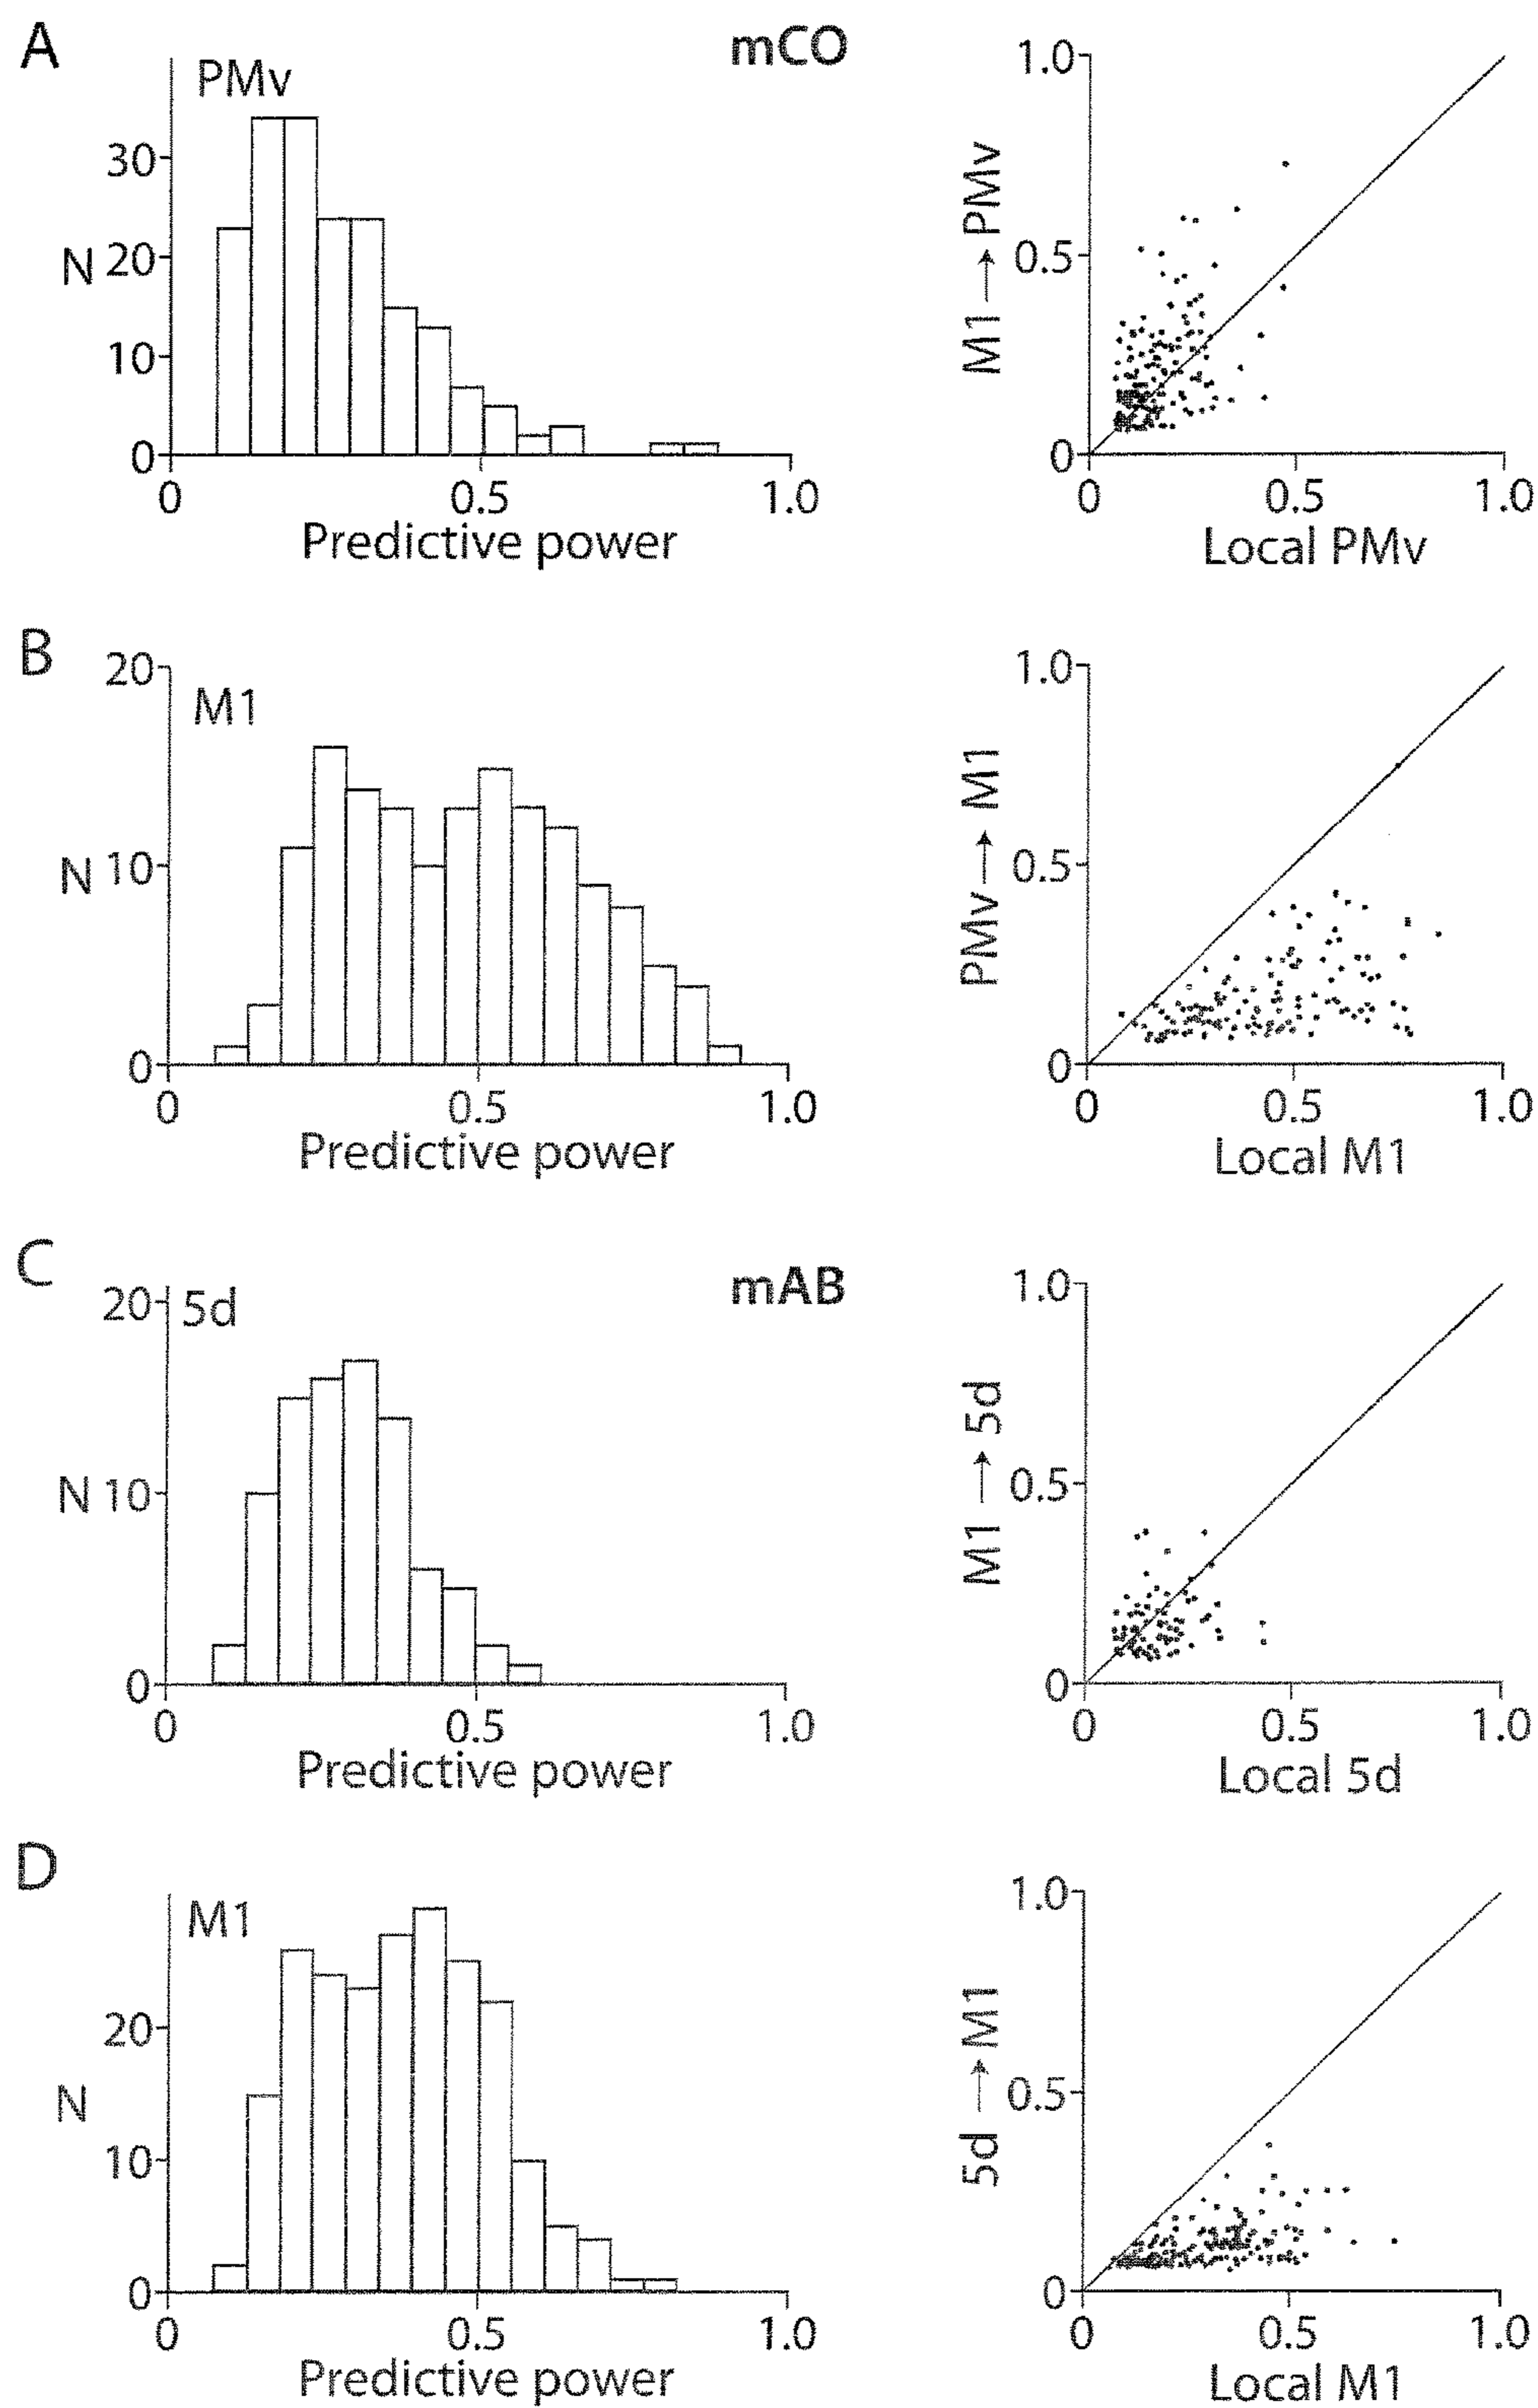 A
mCO
PMv
30
20
10
0
N
0 0.5 1.0
Predictive power
1.0
0.5
0
M1 → PMv
0 0.5 1.0
Local PMv
B
M1
20
10
0
N
0 0.5 1.0
Predictive power
1.0
0.5
0
PMv → M1
0 0.5 1.0
Local M1
C
mAB
5d
20
10
0
N
0 0.5 1.0
Predictive power
1.0
0.5
0
M1 → 5d
0 0.5 1.0
Local 5d
D
M1
20
10
0
N
0 0.5 1.0
Predictive power
1.0
0.5
0
5d → M1
0 0.5 1.0
Local M1